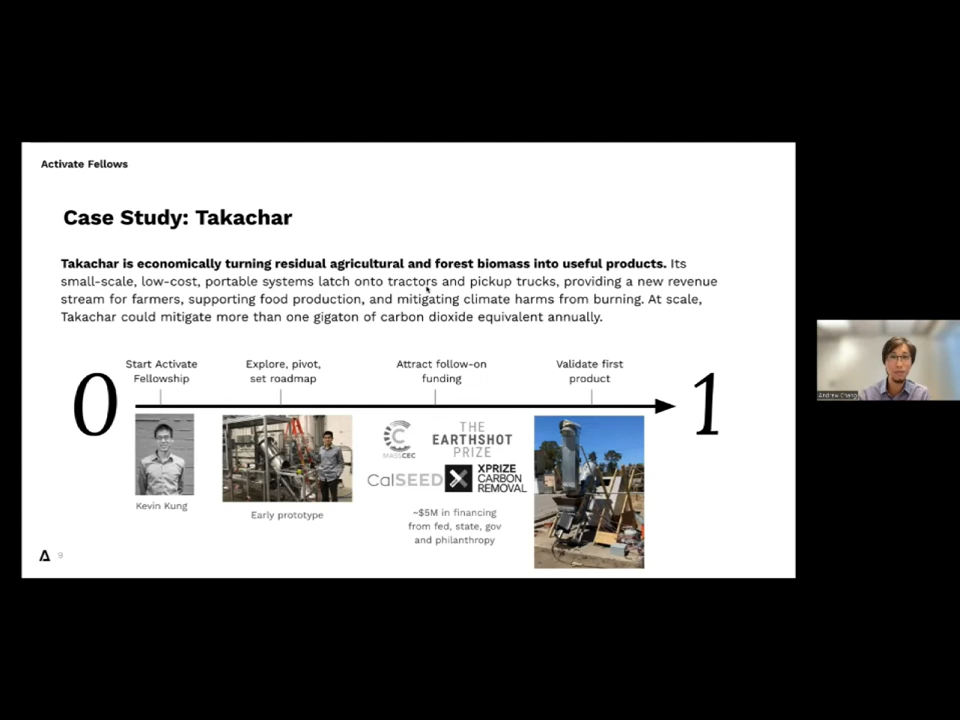 Activate Fellows
Case Study: Takachar
Takachar is economically turning residual agricultural and forest biomass into useful products. Its
small-scale, low-cost, portable systems latch onto tractors and pickup trucks, providing a new revenue
stream for farmers, supporting food production, and mitigating climate harms from burning. At scale,
Takachar could mitigate more than one gigaton of carbon dioxide equivalent annually.
0
Start Activate
Fellowship
Explore, pivot,
set roadmap
Attract follow-on
funding
Validate first
product
1
Kevin Kung
Early prototype
MASSCEC
THE
EARTHSHOT
PRIZE
CalSEED
XPRIZE
CARBON
REMOVAL
~$5M in financing
from fed, state, gov
and philanthropy
9
Andrew Chang